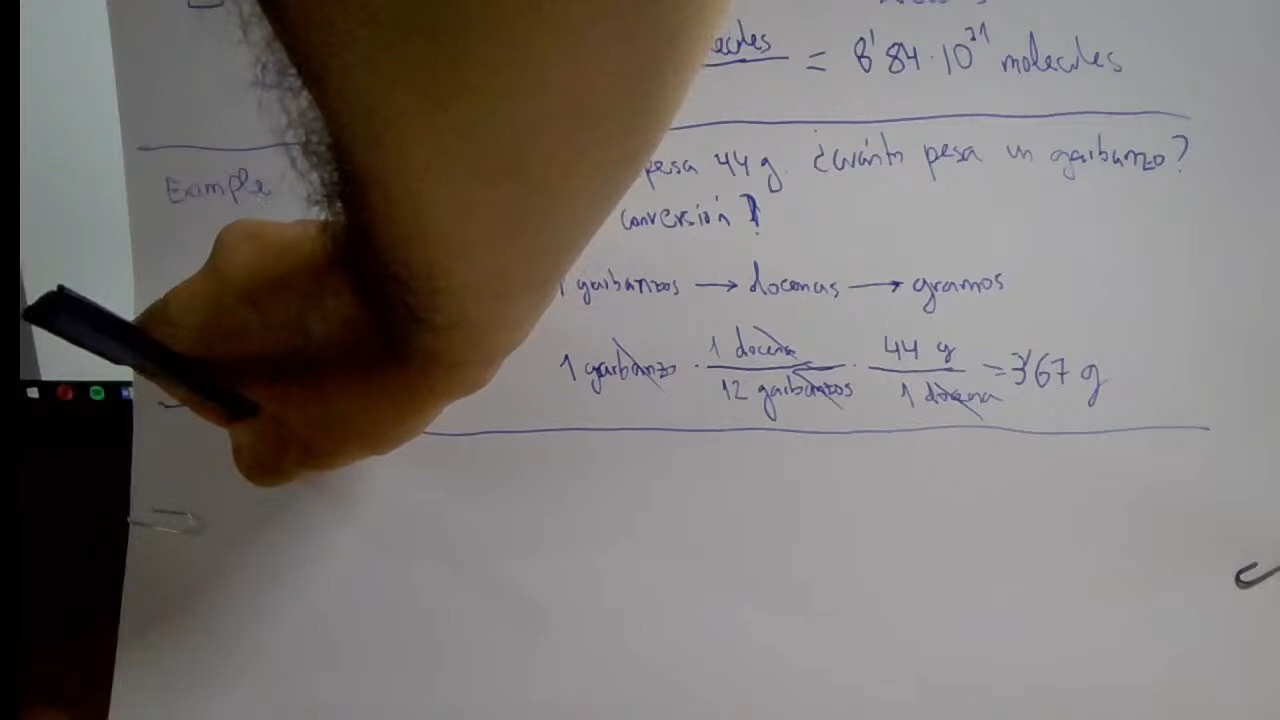 = 8'84·10²¹ molecules
Example
pesa 44 g. ¿Cuánto pesa un garbanzo?
conversión?
garbanzos → docenas → gramos
1 garbanzo · 1 docena / 12 garbanzos · 44 g / 1 docena = 3'67 g